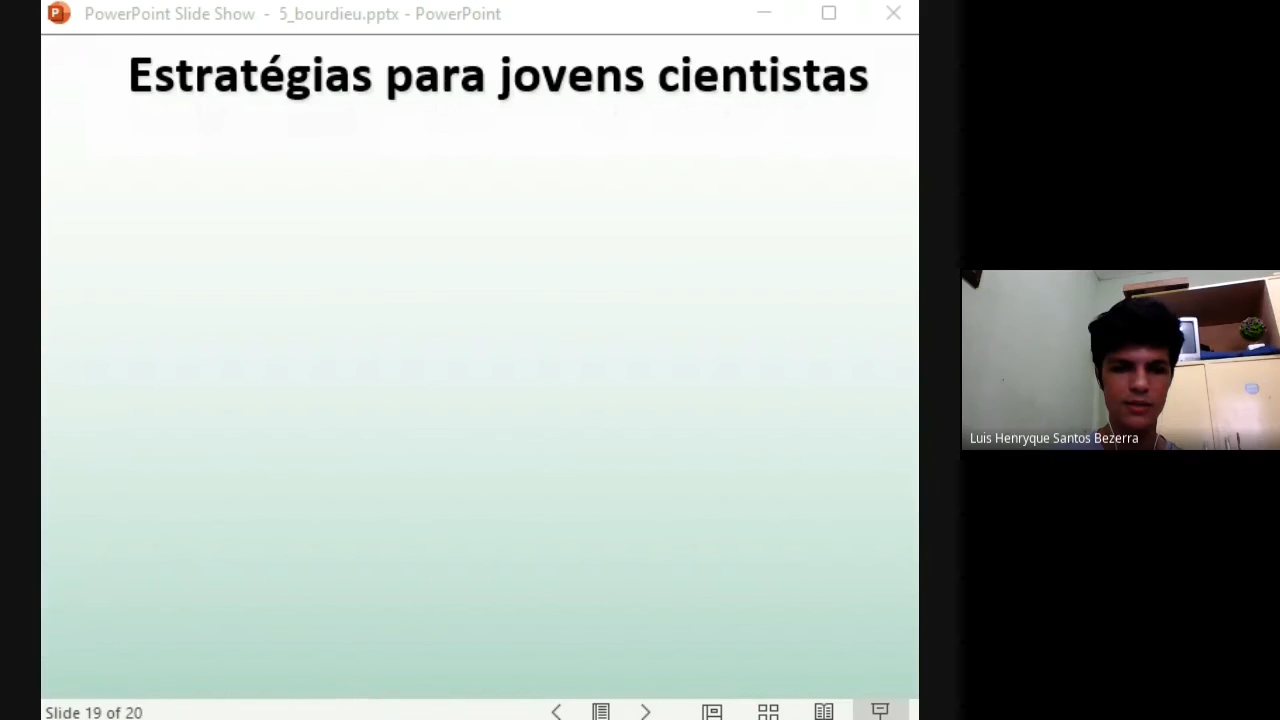 PowerPoint Slide Show - 5_bourdieu.pptx - PowerPoint
Estratégias para jovens cientistas
Luis Henryque Santos Bezerra
Slide 19 of 20